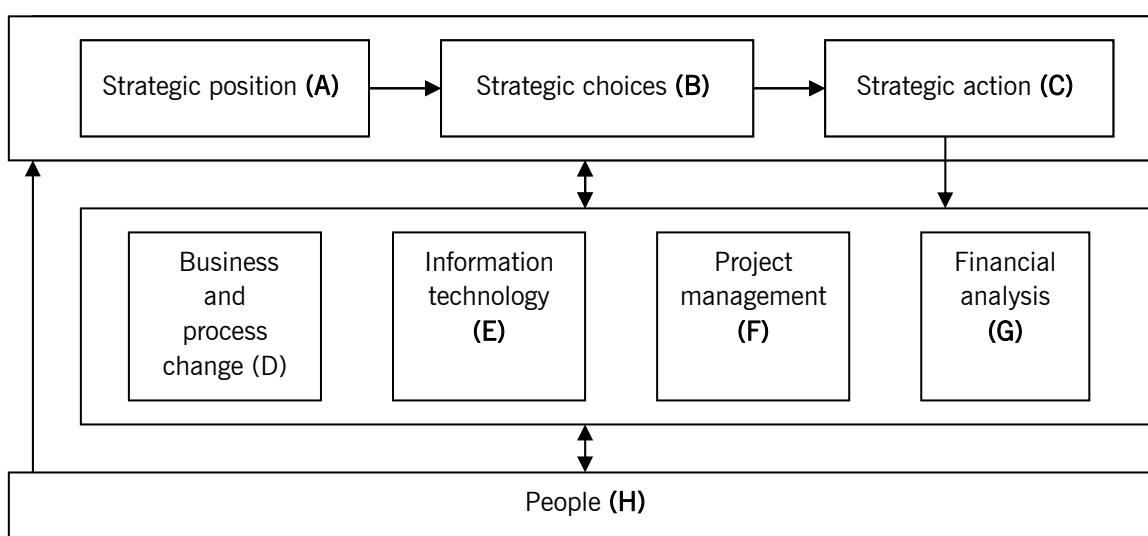 Strategic position (A)
Strategic choices (B)
Strategic action (C)
Business
and
process
change (D)
Information
technology
(E)
Project
management
(F)
Financial
analysis
(G)
People (H)